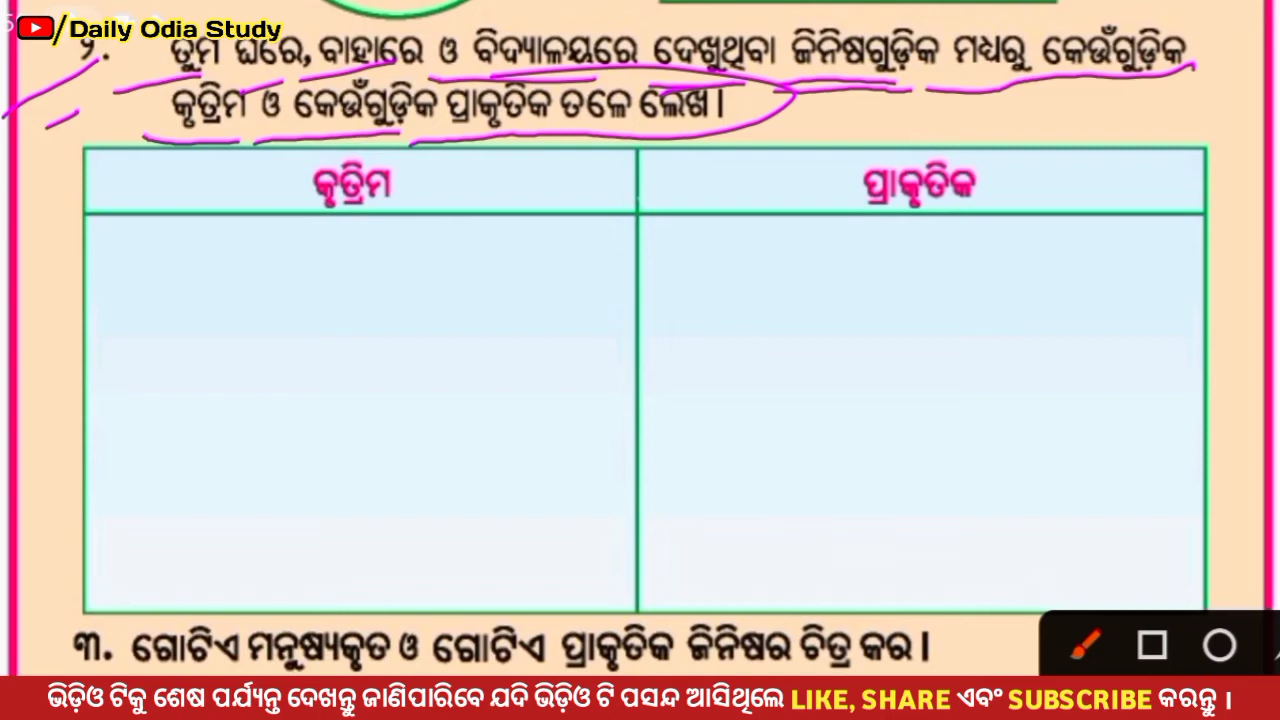 /Daily Odia Study
୨. ତୁମ ଘରେ, ବାହାରେ ଓ ବିଦ୍ୟାଳୟରେ ଦେଖୁଥିବା ଜିନିଷଗୁଡ଼ିକ ମଧ୍ୟରୁ କେଉଁଗୁଡ଼ିକ
କୃତ୍ରିମ ଓ କେଉଁଗୁଡ଼ିକ ପ୍ରାକୃତିକ ତଳେ ଲେଖ ।
କୃତ୍ରିମ ପ୍ରାକୃତିକ
୩. ଗୋଟିଏ ମନୁଷ୍ୟକୃତ ଓ ଗୋଟିଏ ପ୍ରାକୃତିକ ଜିନିଷର ଚିତ୍ର କର ।
ଭିଡ଼ିଓ ଟିକୁ ଶେଷ ପର୍ଯ୍ୟନ୍ତ ଦେଖନ୍ତୁ ଜାଣିପାରିବେ ଯଦି ଭିଡ଼ିଓ ଟି ପସନ୍ଦ ଆସିଥିଲେ LIKE, SHARE ଏବଂ SUBSCRIBE କରନ୍ତୁ ।